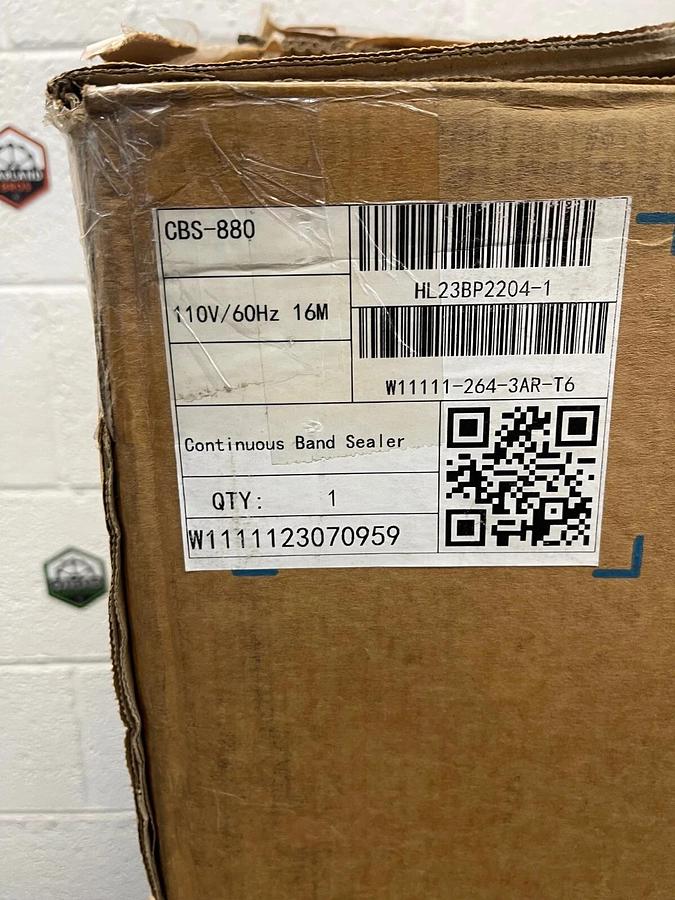 CBS-880
HL23BP2204-1
110V/60Hz 16M
W11111-264-3AR-T6
Continuous Band Sealer
QTY: 1
W1111123070959